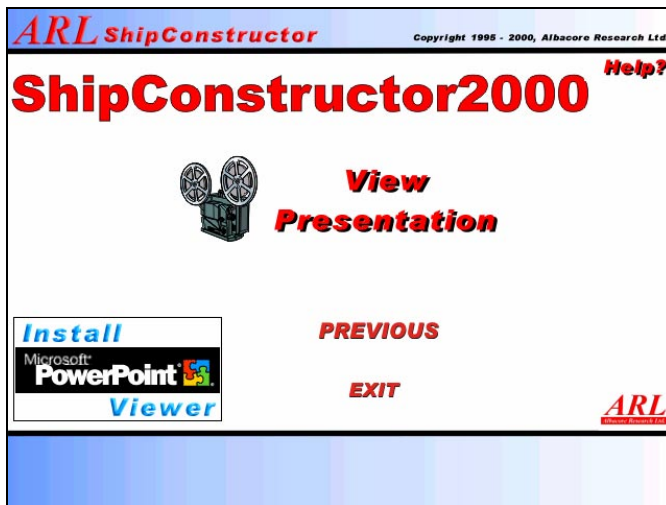 ARL ShipConstructor
Copyright 1995 - 2000, Albacore Research Ltd
Help?
ShipConstructor2000
View
Presentation
Install
Microsoft®
PowerPoint®
Viewer
PREVIOUS
EXIT
ARL
Albacore Research Ltd.